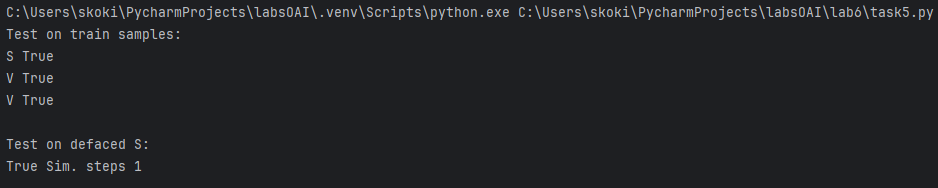 C:\Users\skoki\PycharmProjects\labsOAI\.venv\Scripts\python.exe C:\Users\skoki\PycharmProjects\labsOAI\lab6\task5.py
Test on train samples:
S True
V True
V True
Test on defaced S:
True Sim. steps 1